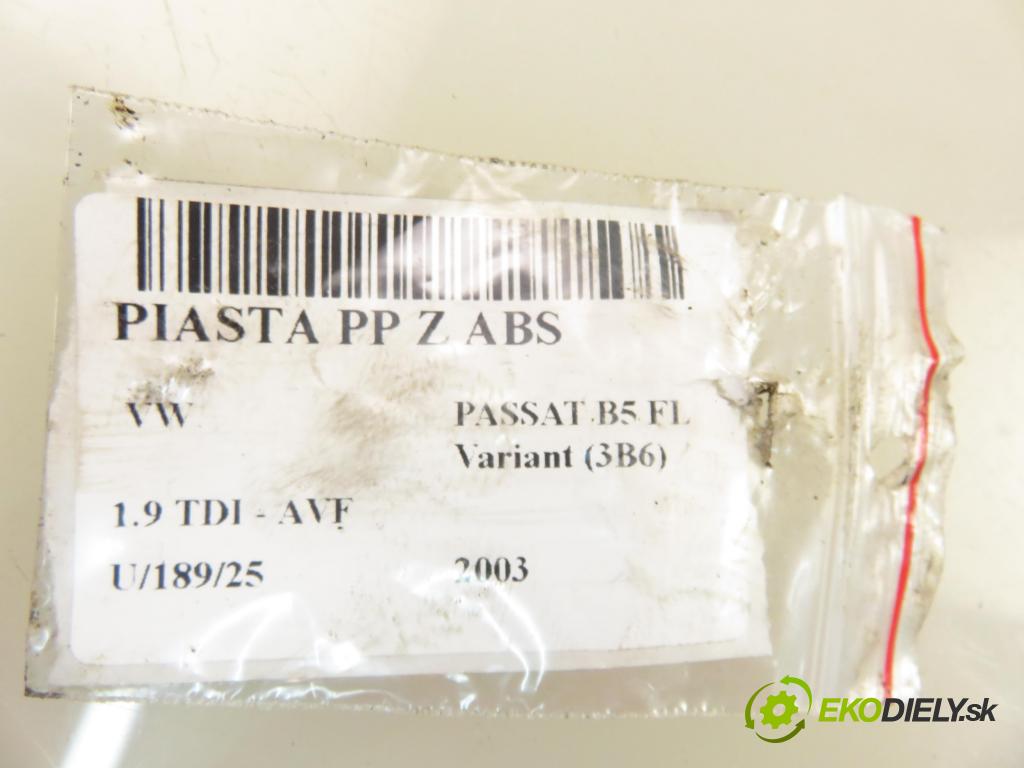 PIASTA PP Z ABS
VW PASSAT B5 FL
Variant (3B6)
1.9 TDI - AVF
U/189/25 2003
EKODIELY.sk